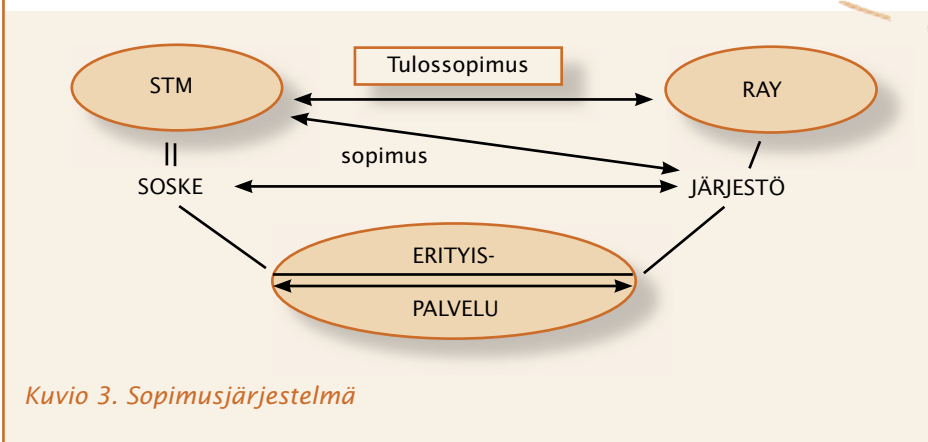 Tulossopimus
STM
RAY
sopimus
SOSKE
JÄRJESTÖ
ERITYIS-
PALVELU
Kuvio 3. Sopimusjärjestelmä